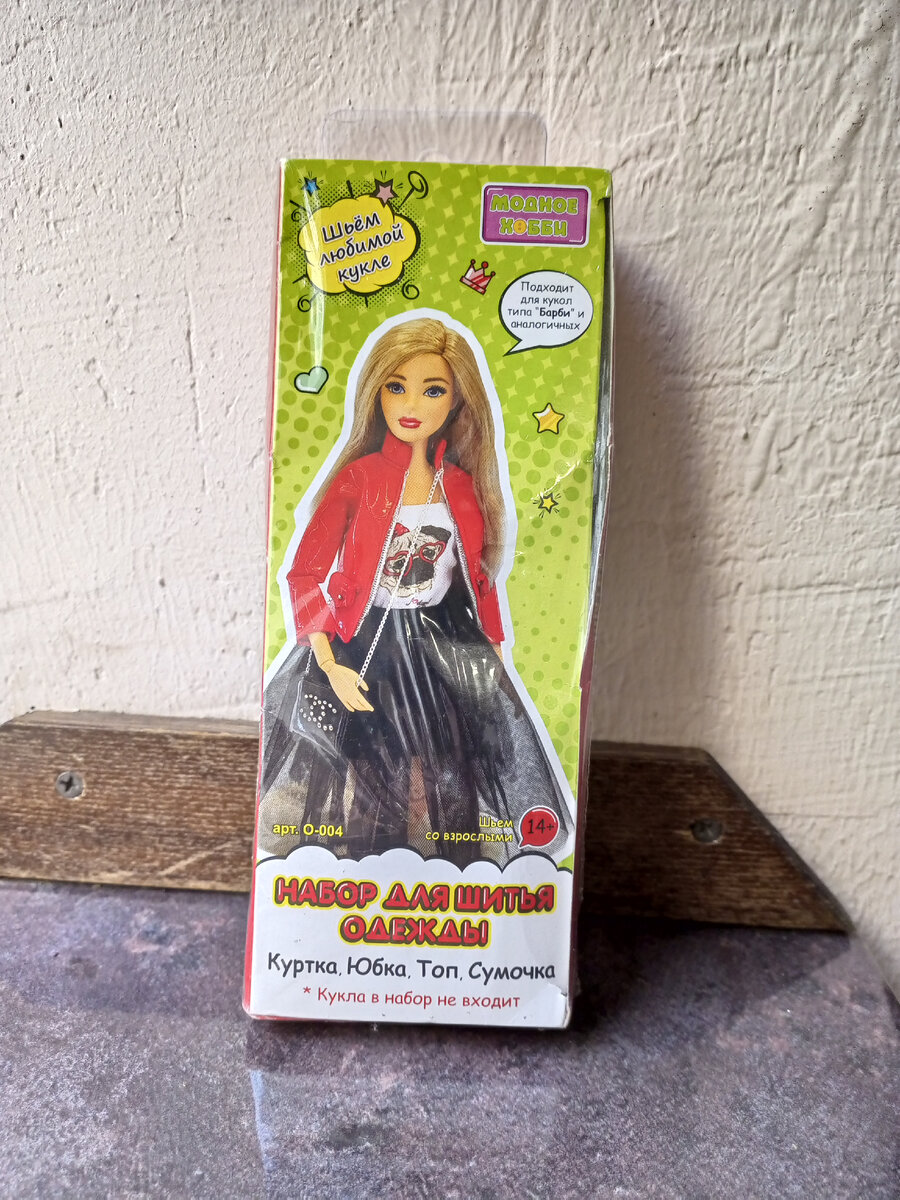 Шьём
любимой
кукле
МОДНОЕ
ХОББИ
Подходит
для кукол
типа "Барби" и
аналогичных
арт. О-004
Шьем
со взрослыми
14+
НАБОР ДЛЯ ШИТЬЯ
ОДЕЖДЫ
Куртка, Юбка, Топ, Сумочка
* Кукла в набор не входит